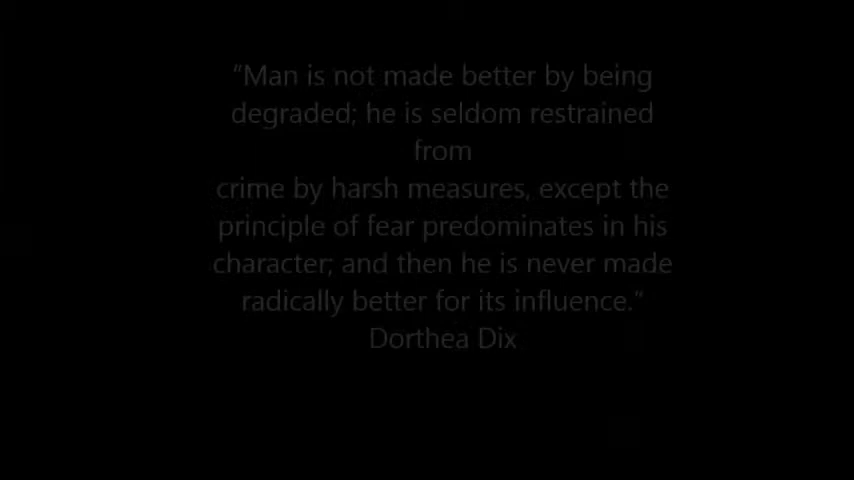 “Man is not made better by being
degraded; he is seldom restrained
from
crime by harsh measures, except the
principle of fear predominates in his
character; and then he is never made
radically better for its influence.”
Dorthea Dix